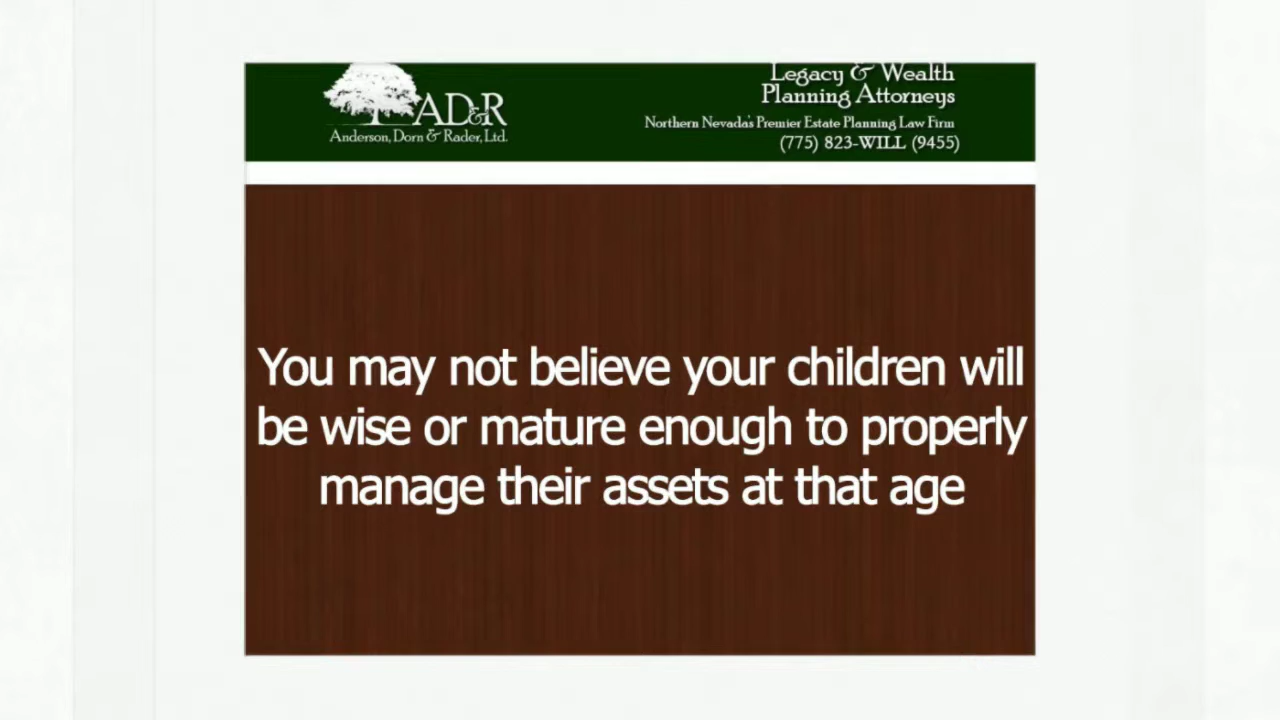 AD&R
Anderson, Dorn & Rader, Ltd.
Legacy & Wealth
Planning Attorneys
Northern Nevada's Premier Estate Planning Law Firm
(775) 823-WILL (9455)
You may not believe your children will
be wise or mature enough to properly
manage their assets at that age